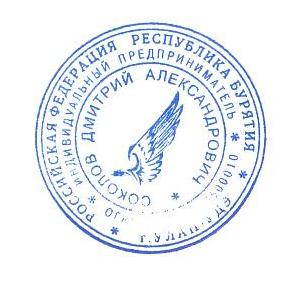 РОССИЙСКАЯ ФЕДЕРАЦИЯ РЕСПУБЛИКА БУРЯТИЯ
г. УЛАН-УДЭ
ИНДИВИДУАЛЬНЫЙ ПРЕДПРИНИМАТЕЛЬ
СОКОЛОВ ДМИТРИЙ АЛЕКСАНДРОВИЧ